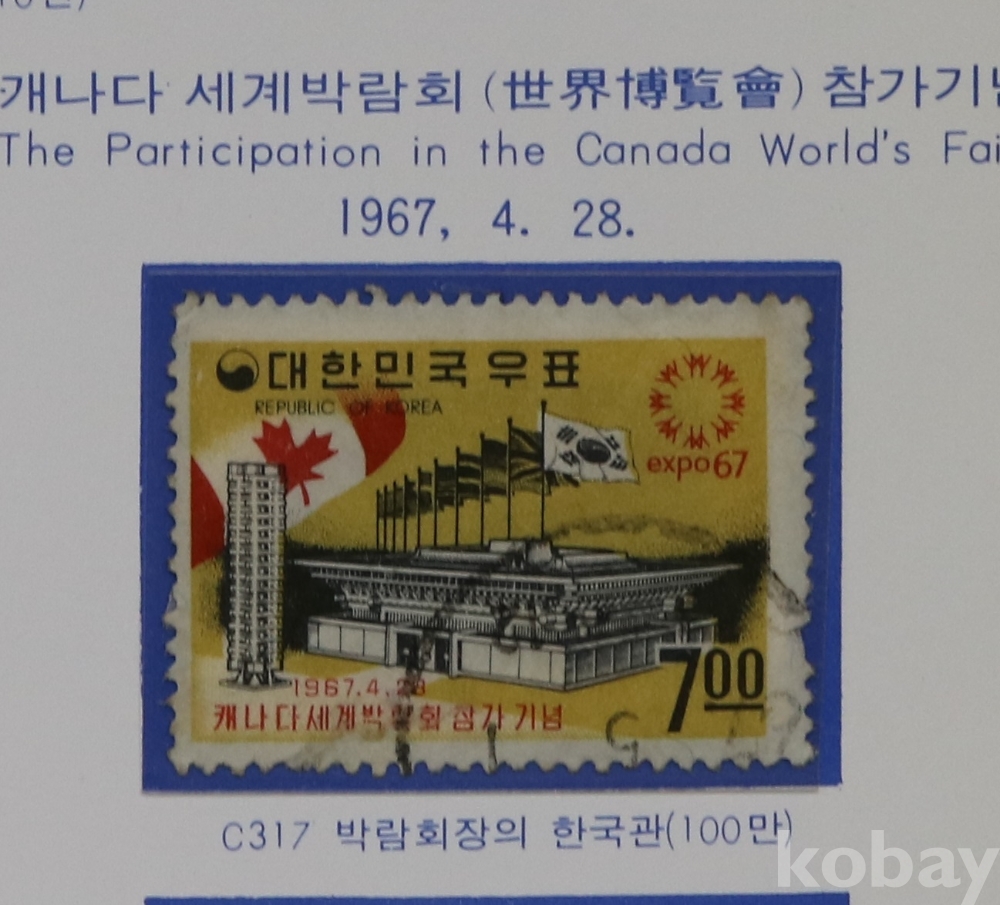 캐나다 세계박람회 (世界博覽會) 참가기념
The Participation in the Canada World's Fai
1967, 4. 28.
대한민국우표
REPUBLIC OF KOREA
expo67
1967.4.28
캐나다세계박람회 참가기념
700
C317 박람회장의 한국관(100만)
kobay